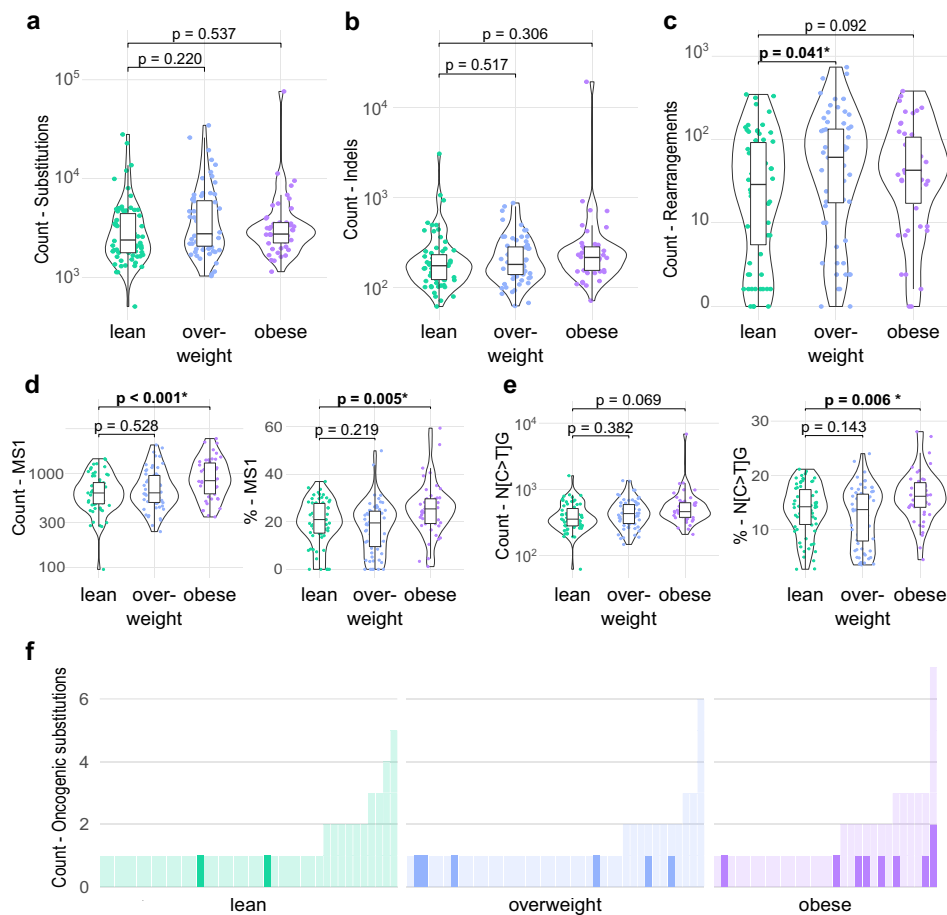 a
p = 0.537
p = 0.220
Count - Substitutions
10^5
10^4
10^3
lean
over-
weight
obese
b
p = 0.306
p = 0.517
Count - Indels
10^4
10^3
10^2
lean
over-
weight
obese
c
p = 0.092
p = 0.041*
Count - Rearrangements
10^3
10^2
10
0
lean
over-
weight
obese
d
p < 0.001*
p = 0.528
Count - MS1
1000
300
100
lean
over-
weight
obese
p = 0.005*
p = 0.219
% - MS1
60
40
20
0
lean
over-
weight
obese
e
p = 0.069
p = 0.382
Count - N[C>T]G
10^4
10^3
10^2
lean
over-
weight
obese
p = 0.006 *
p = 0.143
% - N[C>T]G
30
20
10
lean
over-
weight
obese
f
Count - Oncogenic substitutions
6
4
2
0
lean
overweight
obese